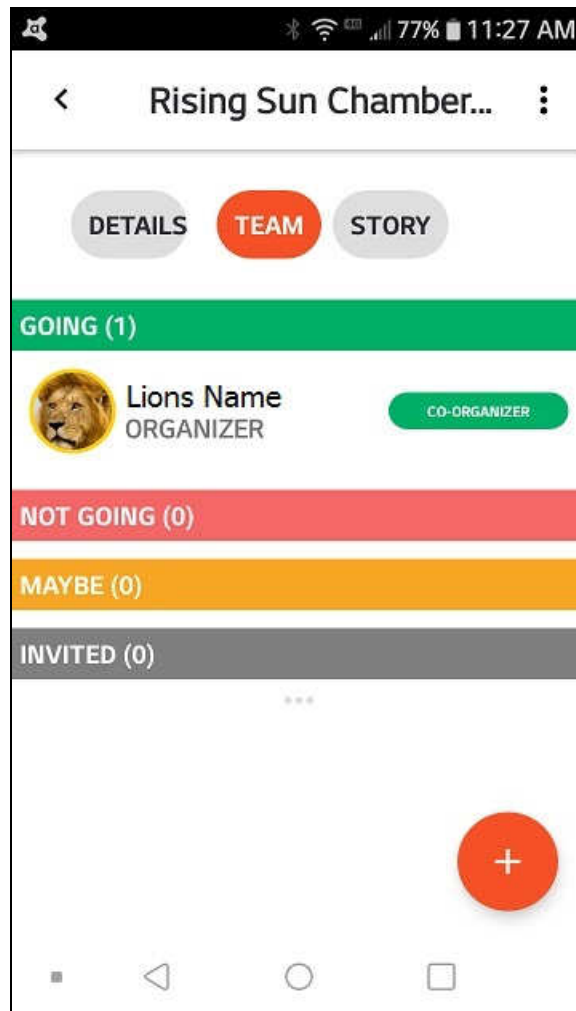 77% 11:27 AM
Rising Sun Chamber...
DETAILS TEAM STORY
GOING (1)
Lions Name
ORGANIZER
CO-ORGANIZER
NOT GOING (0)
MAYBE (0)
INVITED (0)